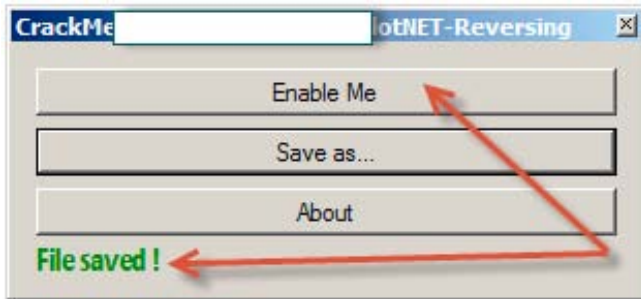 CrackMe otNET-Reversing
Enable Me
Save as...
About
File saved !